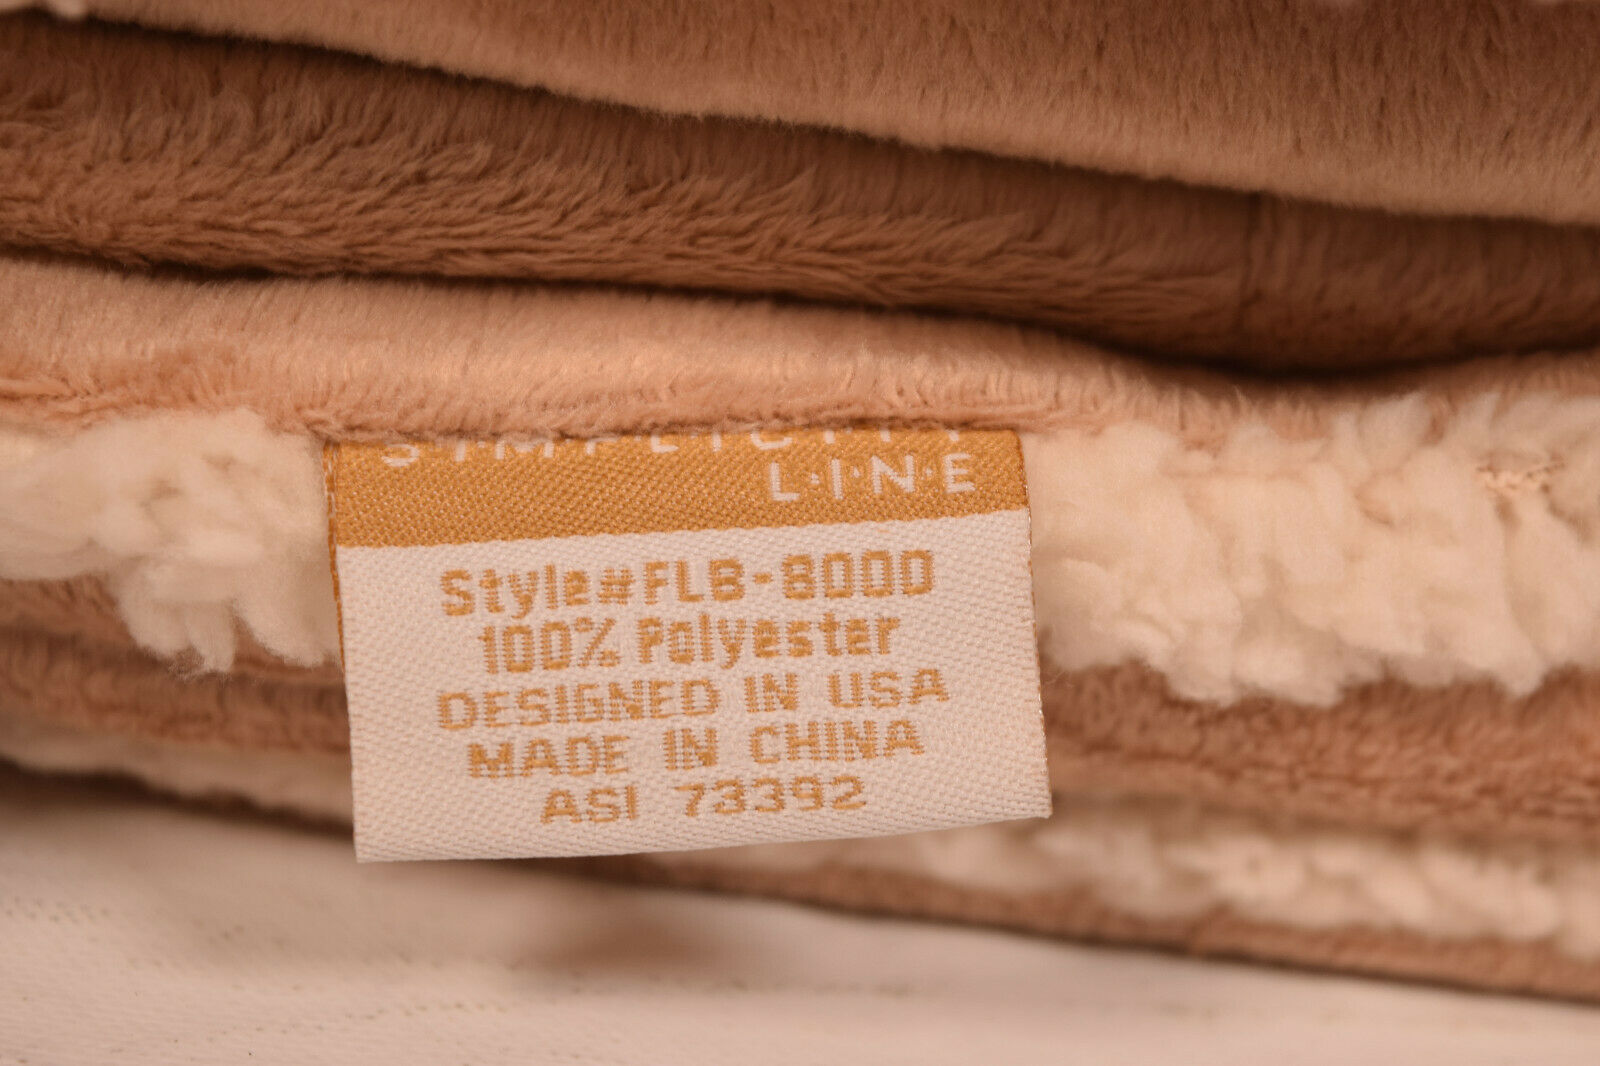 S·I·M·P·L·I·C·I·T·Y
L·I·N·E
Style#FLB-8000
100% Polyester
DESIGNED IN USA
MADE IN CHINA
ASI 73392